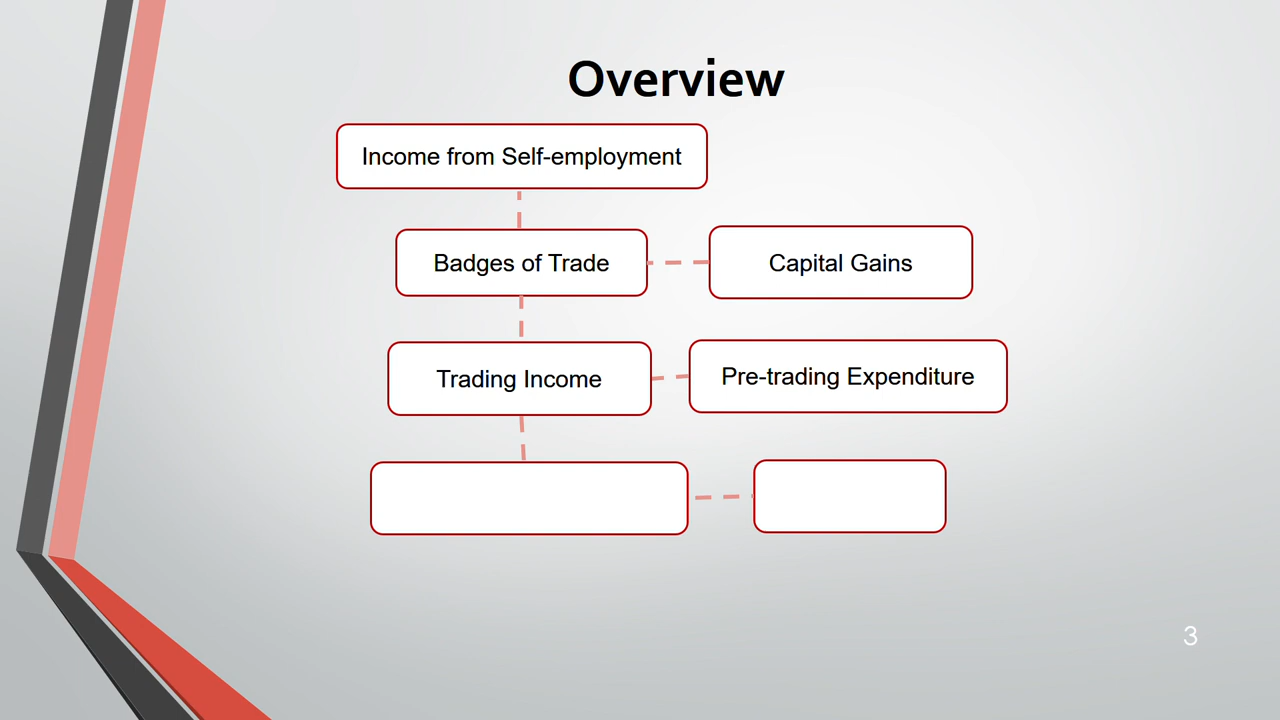 Overview
Income from Self-employment
Badges of Trade
Capital Gains
Trading Income
Pre-trading Expenditure
3